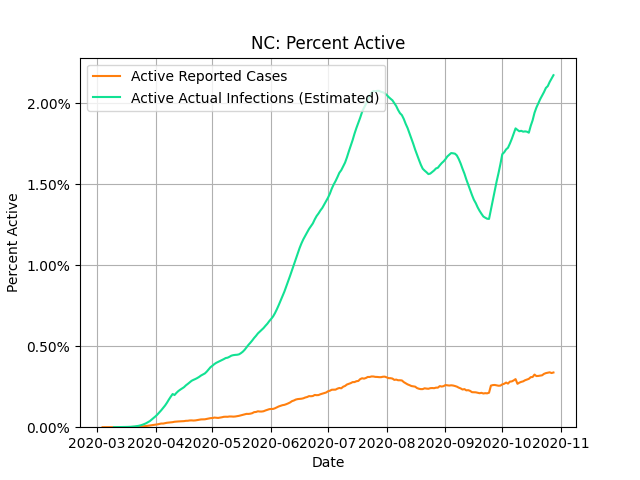 NC: Percent Active
Active Reported Cases
Active Actual Infections (Estimated)
Percent Active
2.00%
1.50%
1.00%
0.50%
0.00%
2020-03 2020-04 2020-05 2020-06 2020-07 2020-08 2020-09 2020-10 2020-11
Date